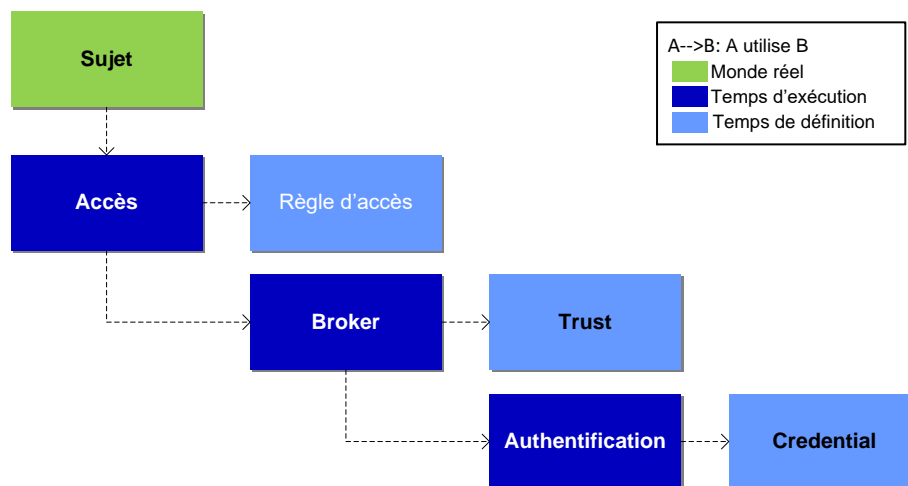 Sujet
A-->B: A utilise B
Monde réel
Temps d'exécution
Temps de définition
Accès
Règle d'accès
Broker
Trust
Authentification
Credential